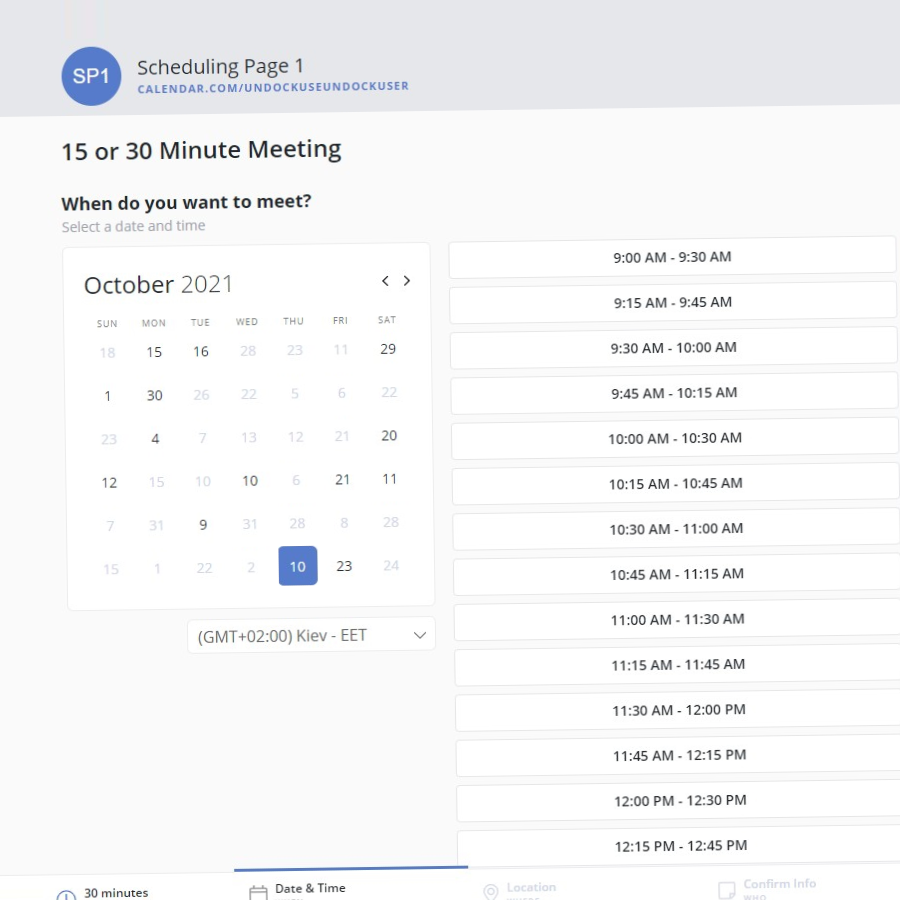 SP1
Scheduling Page 1
CALENDAR.COM/UNDOCKUSEUNDOCKUSER
15 or 30 Minute Meeting
When do you want to meet?
Select a date and time
October 2021
SUN MON TUE WED THU FRI SAT
18 15 16 28 23 11 29
1 30 26 22 5 6 22
23 4 7 13 12 21 20
12 15 10 10 6 21 11
7 31 9 31 28 8 28
15 1 22 2 10 23 24
(GMT+02:00) Kiev - EET
9:00 AM - 9:30 AM
9:15 AM - 9:45 AM
9:30 AM - 10:00 AM
9:45 AM - 10:15 AM
10:00 AM - 10:30 AM
10:15 AM - 10:45 AM
10:30 AM - 11:00 AM
10:45 AM - 11:15 AM
11:00 AM - 11:30 AM
11:15 AM - 11:45 AM
11:30 AM - 12:00 PM
11:45 AM - 12:15 PM
12:00 PM - 12:30 PM
12:15 PM - 12:45 PM
30 minutes
Date & Time
Location
Confirm Info
WHO